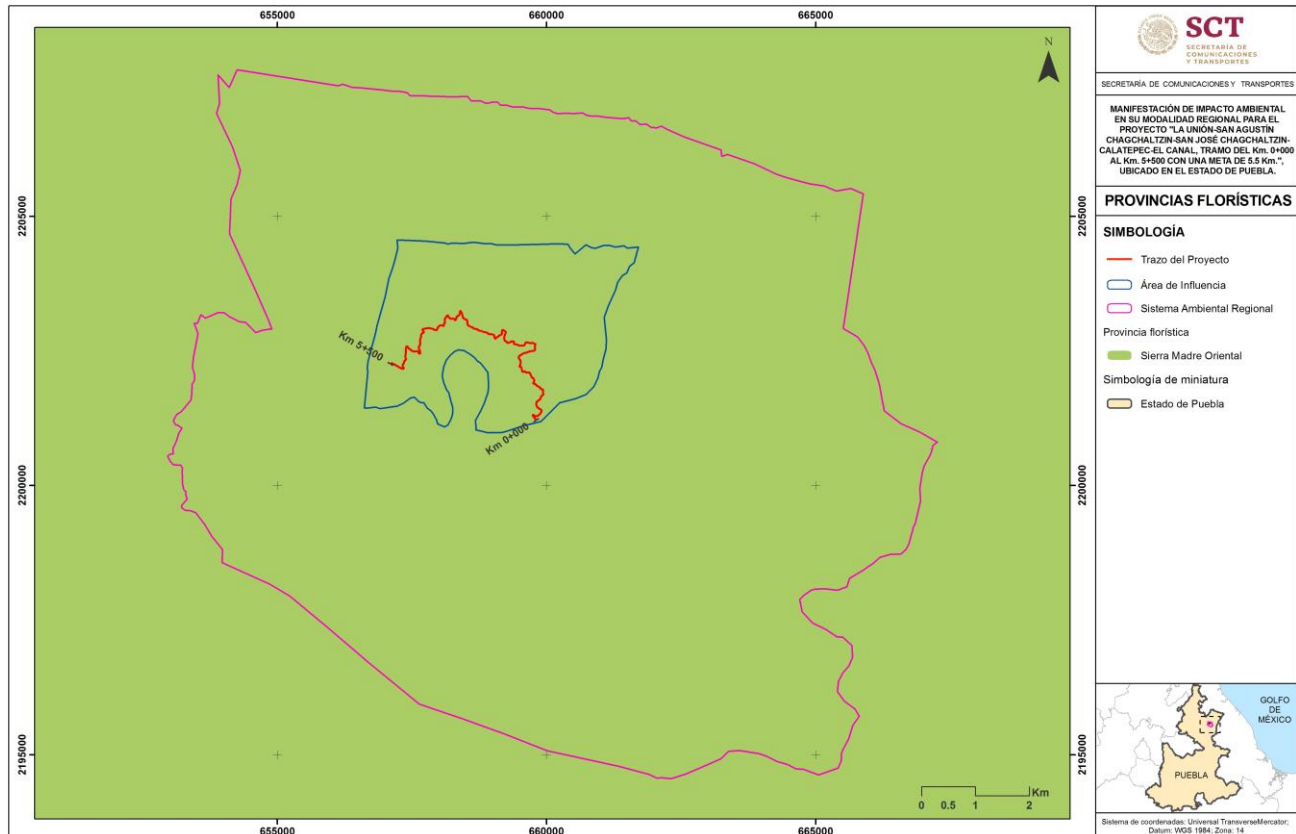 655000
660000
665000
2205000
2200000
2195000
N
Km 5+500
Km 0+000
0 0.5 1 2 Km
2205000
2200000
2195000
655000
660000
665000
SCT
SECRETARÍA DE
COMUNICACIONES
Y TRANSPORTES
SECRETARÍA DE COMUNICACIONES Y TRANSPORTES
MANIFESTACIÓN DE IMPACTO AMBIENTAL
EN SU MODALIDAD REGIONAL PARA EL
PROYECTO "LA UNIÓN-SAN AGUSTÍN
CHAGCHALTZIN-SAN JOSÉ CHAGCHALTZIN-
CALATEPEC-EL CANAL, TRAMO DEL Km. 0+000
AL Km. 5+500 CON UNA META DE 5.5 Km.",
UBICADO EN EL ESTADO DE PUEBLA.
PROVINCIAS FLORÍSTICAS
SIMBOLOGÍA
Trazo del Proyecto
Área de Influencia
Sistema Ambiental Regional
Provincia florística
Sierra Madre Oriental
Simbología de miniatura
Estado de Puebla
GOLFO
DE
MÉXICO
PUEBLA
Sistema de coordenadas: Universal TransverseMercator;
Datum: WGS 1984; Zona: 14